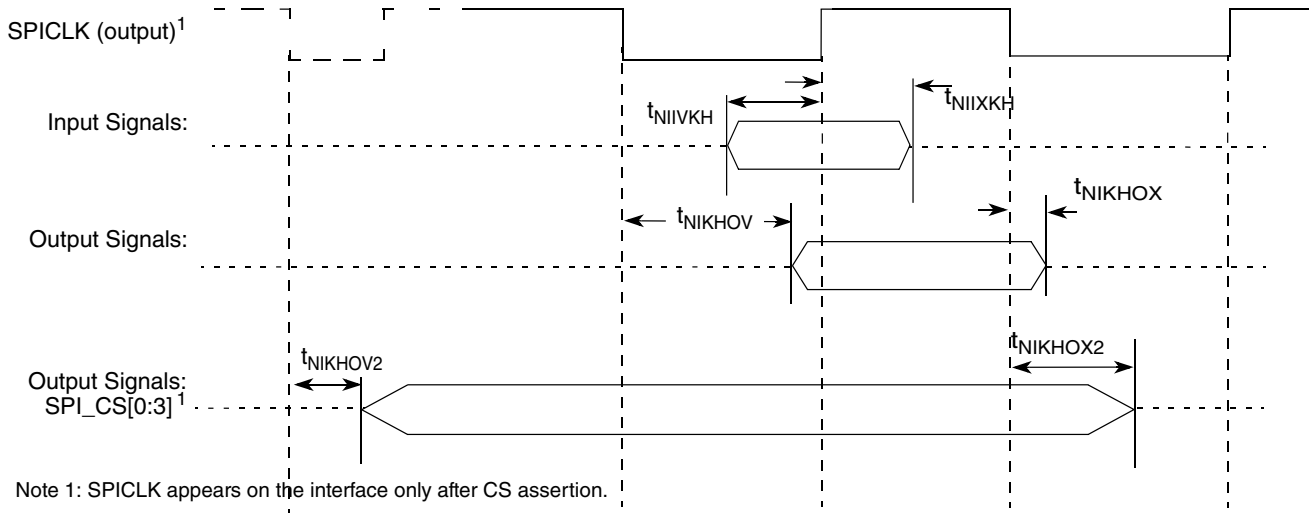 SPICLK (output)1
tNIIVKH
tNIIXKH
Input Signals:
tNIKHOX
tNIKHOV
Output Signals:
tNIKHOV2
tNIKHOX2
Output Signals:
SPI_CS[0:3]1
Note 1: SPICLK appears on the interface only after CS assertion.